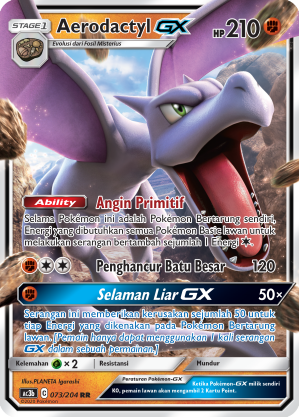 STAGE 1
Aerodactyl GX
HP 210
Evolusi dari Fosil Misterius
Ability Angin Primitif
Selama Pokémon ini adalah Pokémon Bertarung sendiri,
Energi yang dibutuhkan semua Pokémon Basic lawan untuk
melakukan serangan bertambah sejumlah 1 Energi
Penghancur Batu Besar 120
Selaman Liar GX 50×
Serangan ini memberikan kerusakan sejumlah 50 untuk
tiap Energi yang dikenakan pada Pokémon Bertarung
lawan. [Pemain hanya dapat menggunakan 1 kali serangan
GX dalam sebuah permainan.]
Kelemahan ×2 Resistansi Mundur
Illus. PLANETA Igarashi
Peraturan Pokémon-GX
Ketika Pokémon-GX milik sendiri
KO, pemain lawan akan mengambil 2 kartu Point.
AC3b C 073/204 RR